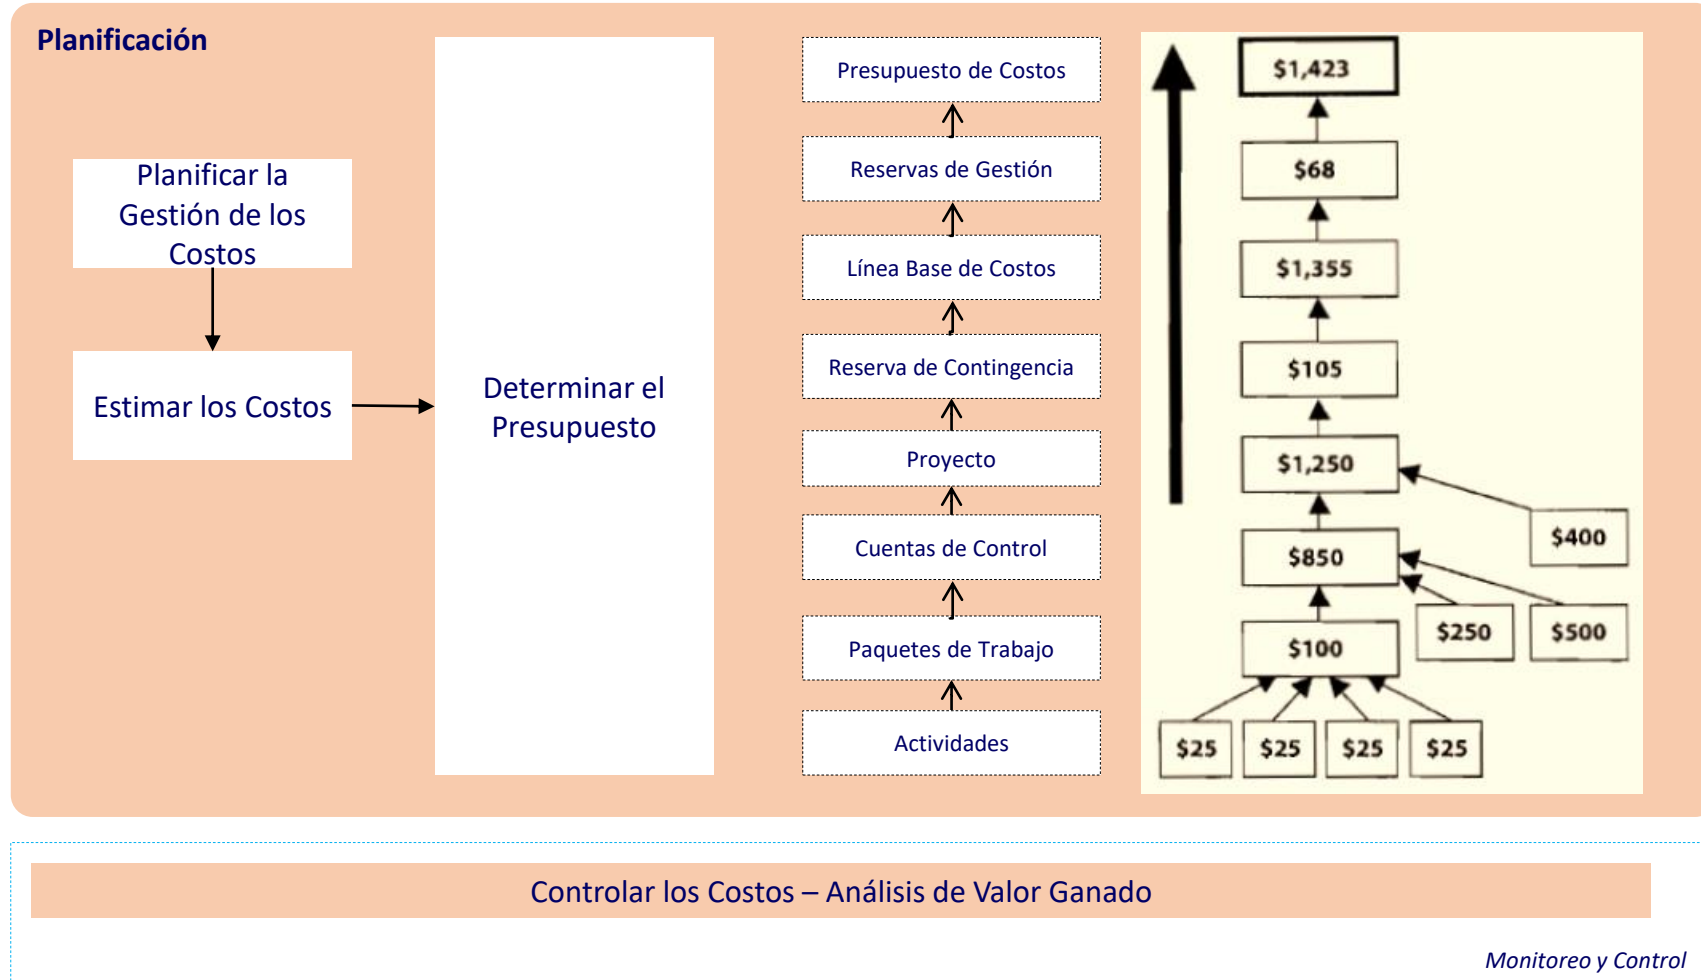 Planificación
Planificar la
Gestión de los
Costos
Estimar los Costos
Determinar el
Presupuesto
Presupuesto de Costos
Reservas de Gestión
Línea Base de Costos
Reserva de Contingencia
Proyecto
Cuentas de Control
Paquetes de Trabajo
Actividades
$1,423
$68
$1,355
$105
$1,250
$400
$850
$250
$500
$100
$25
$25
$25
$25
Controlar los Costos – Análisis de Valor Ganado
Monitoreo y Control